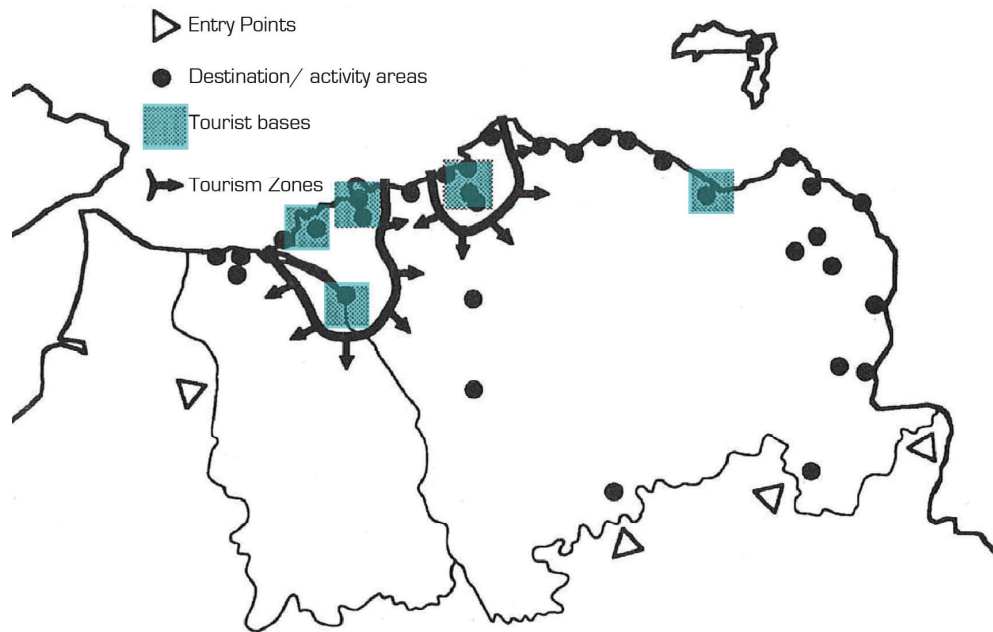 Entry Points
Destination/ activity areas
Tourist bases
Tourism Zones